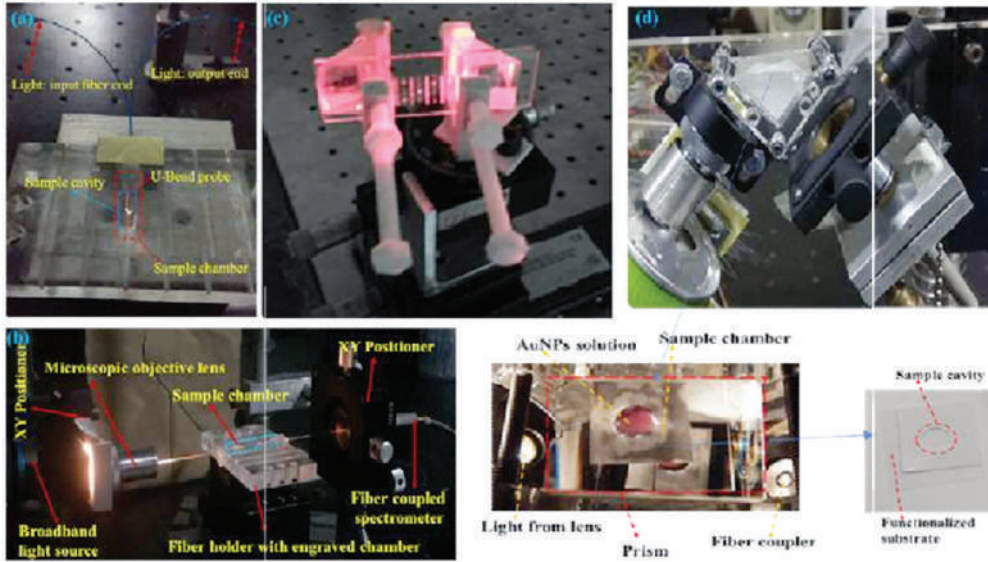 (a)
Light: input fiber end
Light: output end
Sample cavity
U-Bend probe
Sample chamber
(c)
(d)
(b)
XY Positioner
Microscopic objective lens
Sample chamber
XY Positioner
Broadband
light source
Fiber holder with engraved chamber
Fiber coupled
spectrometer
AuNPs solution
Sample chamber
Light from lens
Prism
Fiber coupler
Sample cavity
Functionalized
substrate